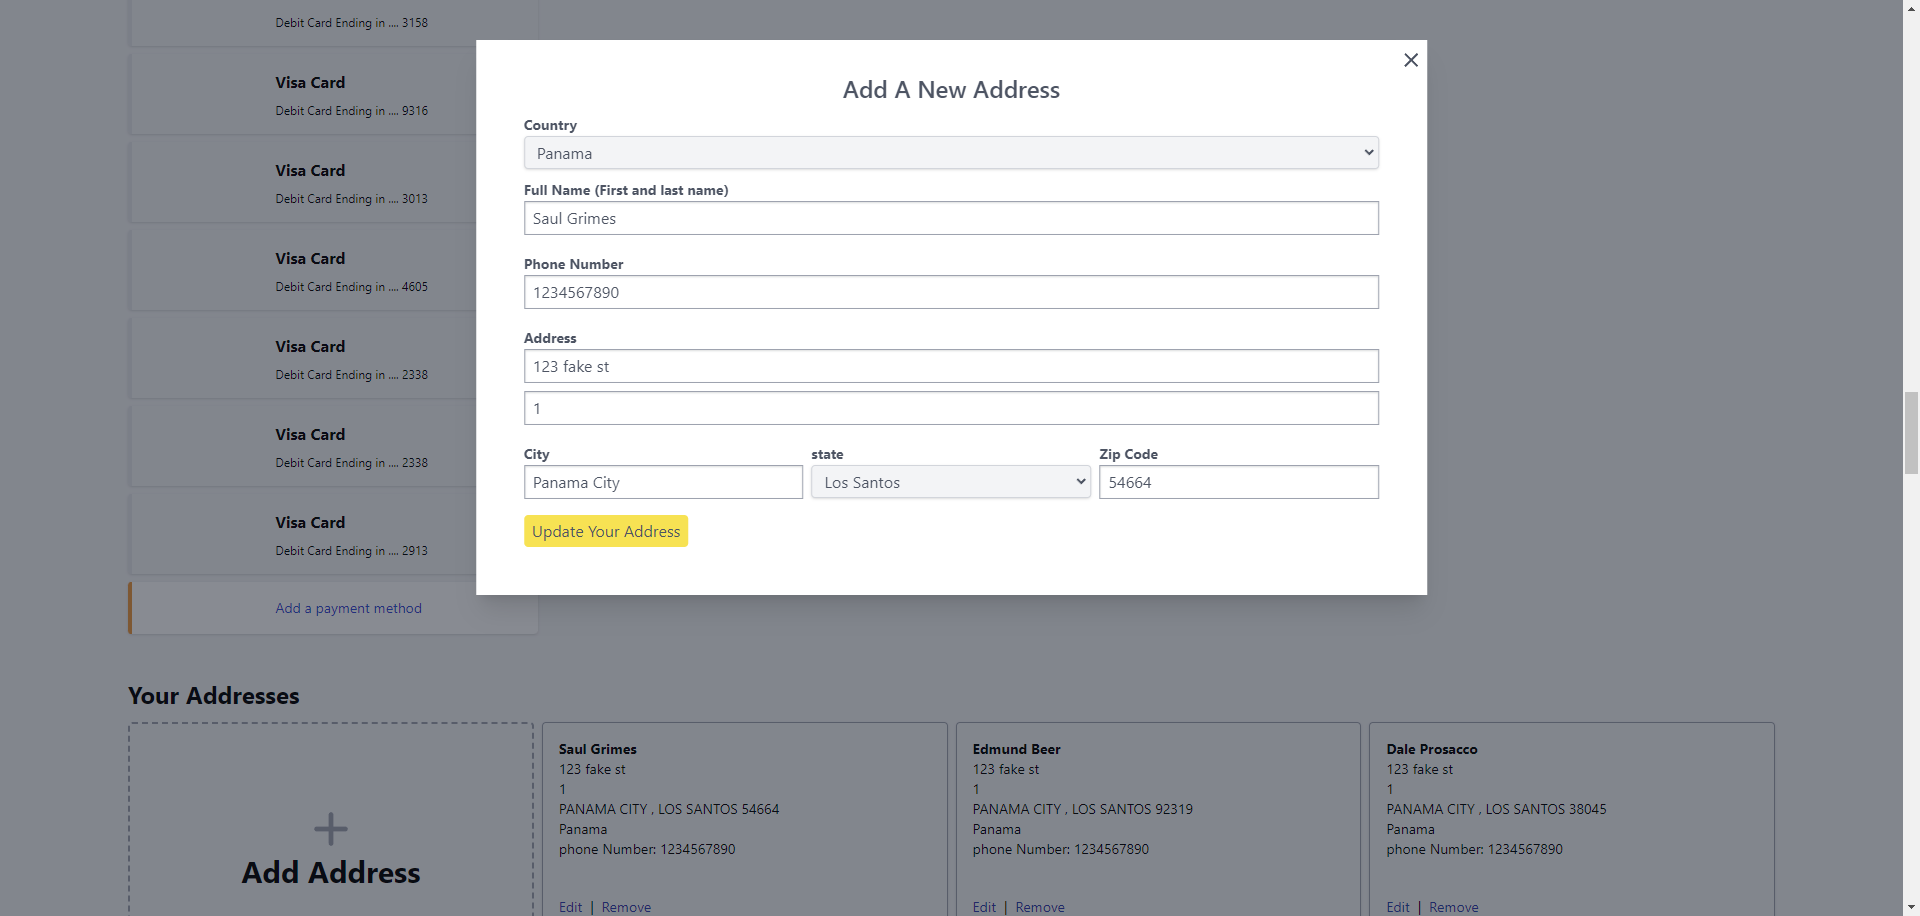 Debit Card Ending in .... 3158
Visa Card
Debit Card Ending in .... 9316
Visa Card
Debit Card Ending in .... 3013
Visa Card
Debit Card Ending in .... 4605
Visa Card
Debit Card Ending in .... 2338
Visa Card
Debit Card Ending in .... 2338
Visa Card
Debit Card Ending in .... 2913
Add a payment method
Add A New Address
Country
Panama
Full Name (First and last name)
Saul Grimes
Phone Number
1234567890
Address
123 fake st
1
City
Panama City
state
Los Santos
Zip Code
54664
Update Your Address
Your Addresses
Add Address
Saul Grimes
123 fake st
1
PANAMA CITY , LOS SANTOS 54664
Panama
phone Number: 1234567890
Edit | Remove
Edmund Beer
123 fake st
1
PANAMA CITY , LOS SANTOS 92319
Panama
phone Number: 1234567890
Edit | Remove
Dale Prosacco
123 fake st
1
PANAMA CITY , LOS SANTOS 38045
Panama
phone Number: 1234567890
Edit | Remove